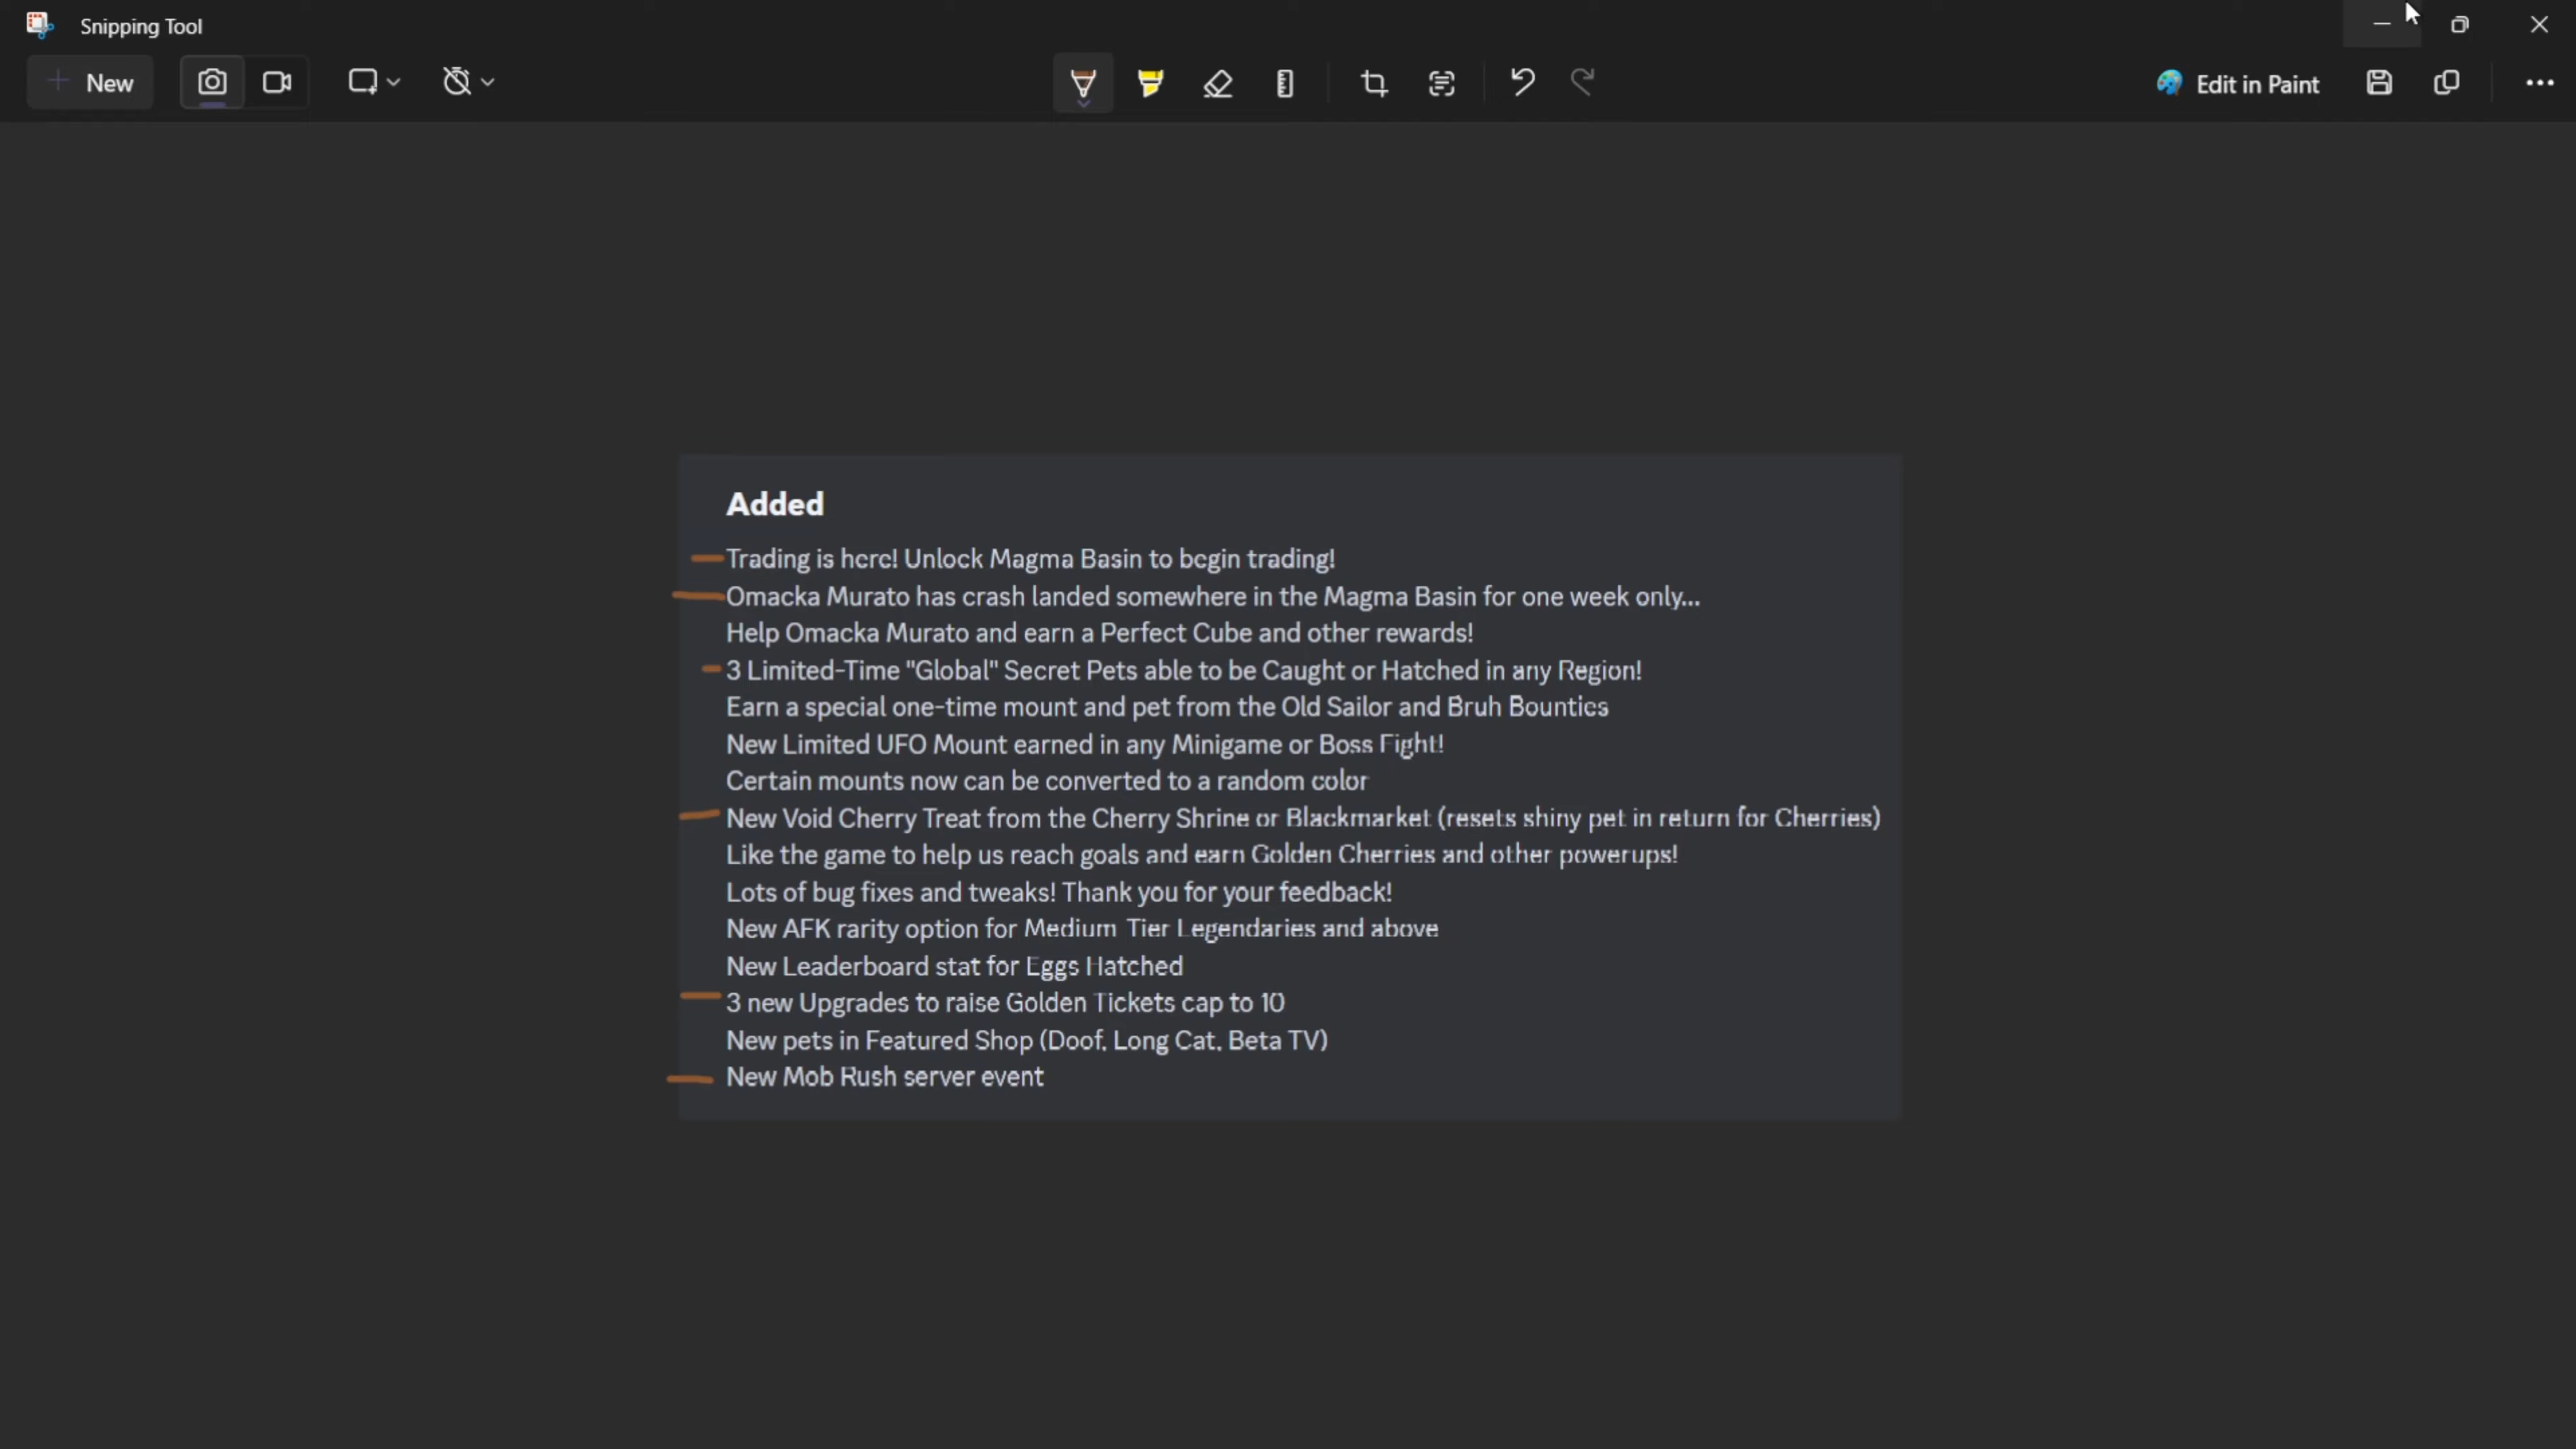 Snipping Tool
New
Edit in Paint
Added
Trading is here! Unlock Magma Basin to begin trading!
Omacka Murato has crash landed somewhere in the Magma Basin for one week only...
Help Omacka Murato and earn a Perfect Cube and other rewards!
3 Limited-Time "Global" Secret Pets able to be Caught or Hatched in any Region!
Earn a special one-time mount and pet from the Old Sailor and Bruh Bounties
New Limited UFO Mount earned in any Minigame or Boss Fight!
Certain mounts now can be converted to a random color
New Void Cherry Treat from the Cherry Shrine or Blackmarket (resets shiny pet in return for Cherries)
Like the game to help us reach goals and earn Golden Cherries and other powerups!
Lots of bug fixes and tweaks! Thank you for your feedback!
New AFK rarity option for Medium Tier Legendaries and above
New Leaderboard stat for Eggs Hatched
3 new Upgrades to raise Golden Tickets cap to 10
New pets in Featured Shop (Doof, Long Cat, Beta TV)
New Mob Rush server event